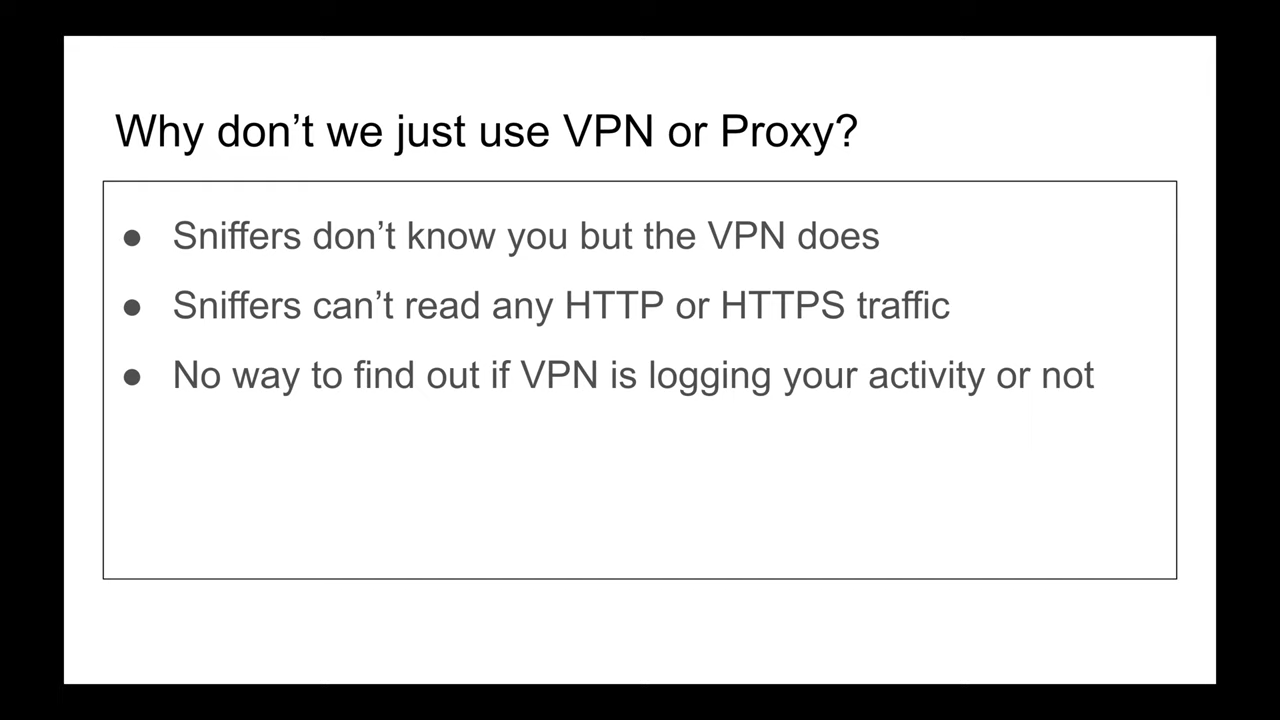 Why don’t we just use VPN or Proxy?
● Sniffers don’t know you but the VPN does
● Sniffers can’t read any HTTP or HTTPS traffic
● No way to find out if VPN is logging your activity or not